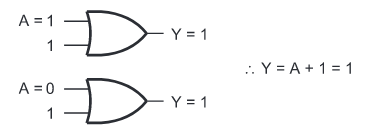 A = 1
1
Y = 1
∴ Y = A + 1 = 1
A = 0
1
Y = 1